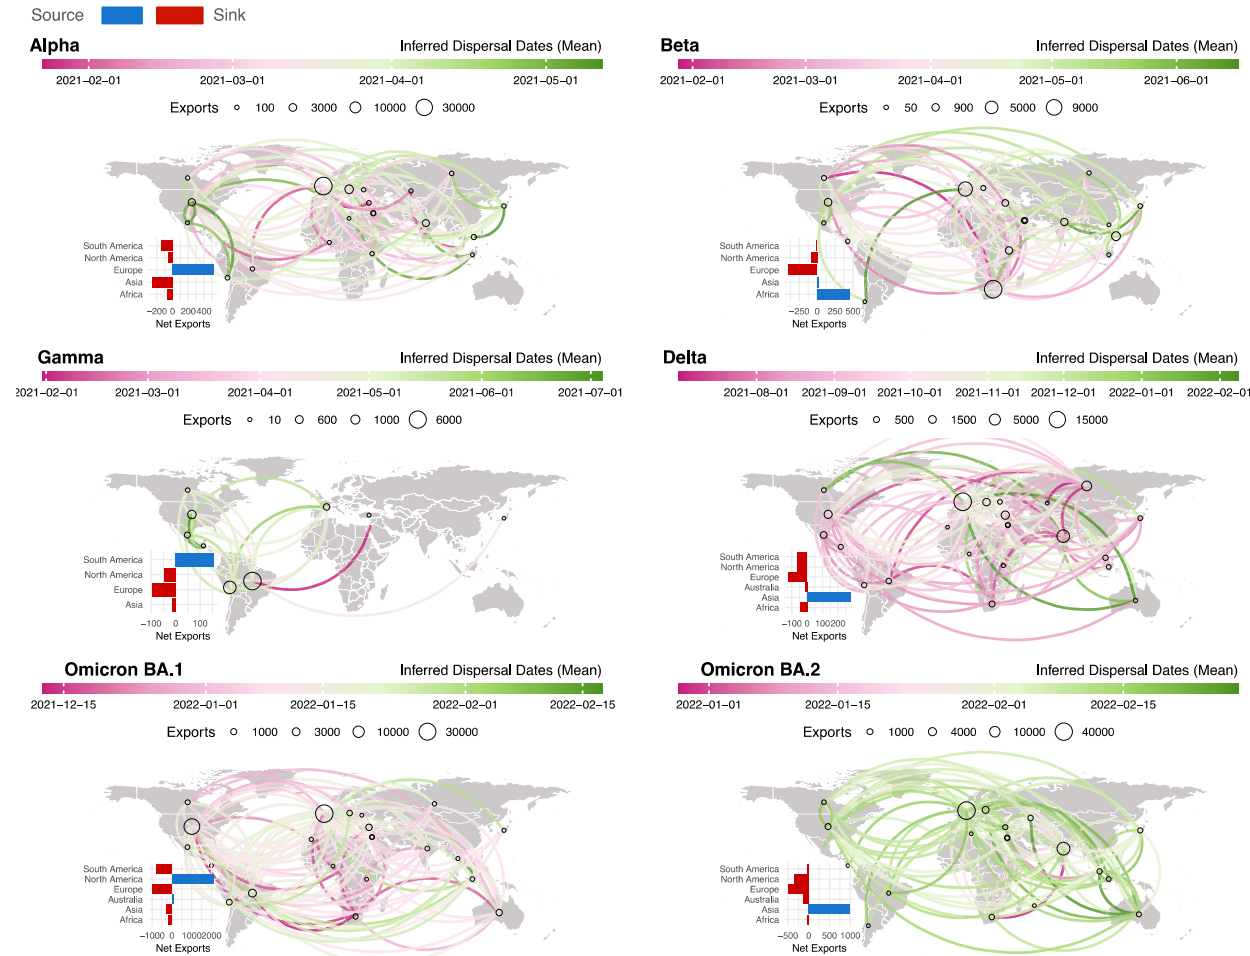 Source Sink
Alpha Inferred Dispersal Dates (Mean)
2021−02−01 2021−03−01 2021−04−01 2021−05−01
Exports 100 3000 10000 30000
South America
North America
Europe
Asia
Africa
−200 0 200 400
Net Exports
Beta Inferred Dispersal Dates (Mean)
2021−02−01 2021−03−01 2021−04−01 2021−05−01 2021−06−01
Exports 50 900 5000 9000
South America
North America
Europe
Asia
Africa
−250 0 250 500
Net Exports
Gamma Inferred Dispersal Dates (Mean)
2021−02−01 2021−03−01 2021−04−01 2021−05−01 2021−06−01 2021−07−01
Exports 10 600 1000 6000
South America
North America
Europe
Asia
−100 0 100
Net Exports
Delta Inferred Dispersal Dates (Mean)
2021−08−01 2021−09−01 2021−10−01 2021−11−01 2021−12−01 2022−01−01 2022−02−01
Exports 500 1500 5000 15000
South America
North America
Europe
Australia
Asia
Africa
−100 0 100 200
Net Exports
Omicron BA.1 Inferred Dispersal Dates (Mean)
2021−12−15 2022−01−01 2022−01−15 2022−02−01 2022−02−15
Exports 1000 3000 10000 30000
South America
North America
Europe
Australia
Asia
Africa
−1000 0 1000 2000
Net Exports
Omicron BA.2 Inferred Dispersal Dates (Mean)
2022−01−01 2022−01−15 2022−02−01 2022−02−15
Exports 1000 4000 10000 40000
South America
North America
Europe
Australia
Asia
Africa
−500 0 500 1000
Net Exports